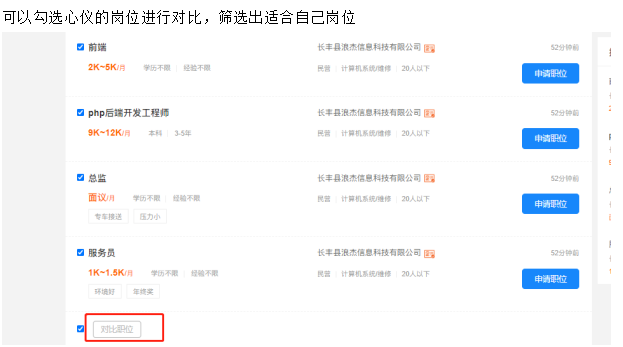 可以勾选心仪的岗位进行对比，筛选出适合自己岗位
前端 长丰县浪杰信息科技有限公司 52分钟前
2K~5K/月 学历不限 经验不限 民营 计算机系统/维修 20人以下 申请职位
php后端开发工程师 长丰县浪杰信息科技有限公司 52分钟前
9K~12K/月 本科 3-5年 民营 计算机系统/维修 20人以下 申请职位
总监 长丰县浪杰信息科技有限公司 52分钟前
面议/月 学历不限 经验不限 民营 计算机系统/维修 20人以下 申请职位
专车接送 压力小
服务员 长丰县浪杰信息科技有限公司 52分钟前
1K~1.5K/月 学历不限 经验不限 民营 计算机系统/维修 20人以下 申请职位
环境好 年终奖
对比职位